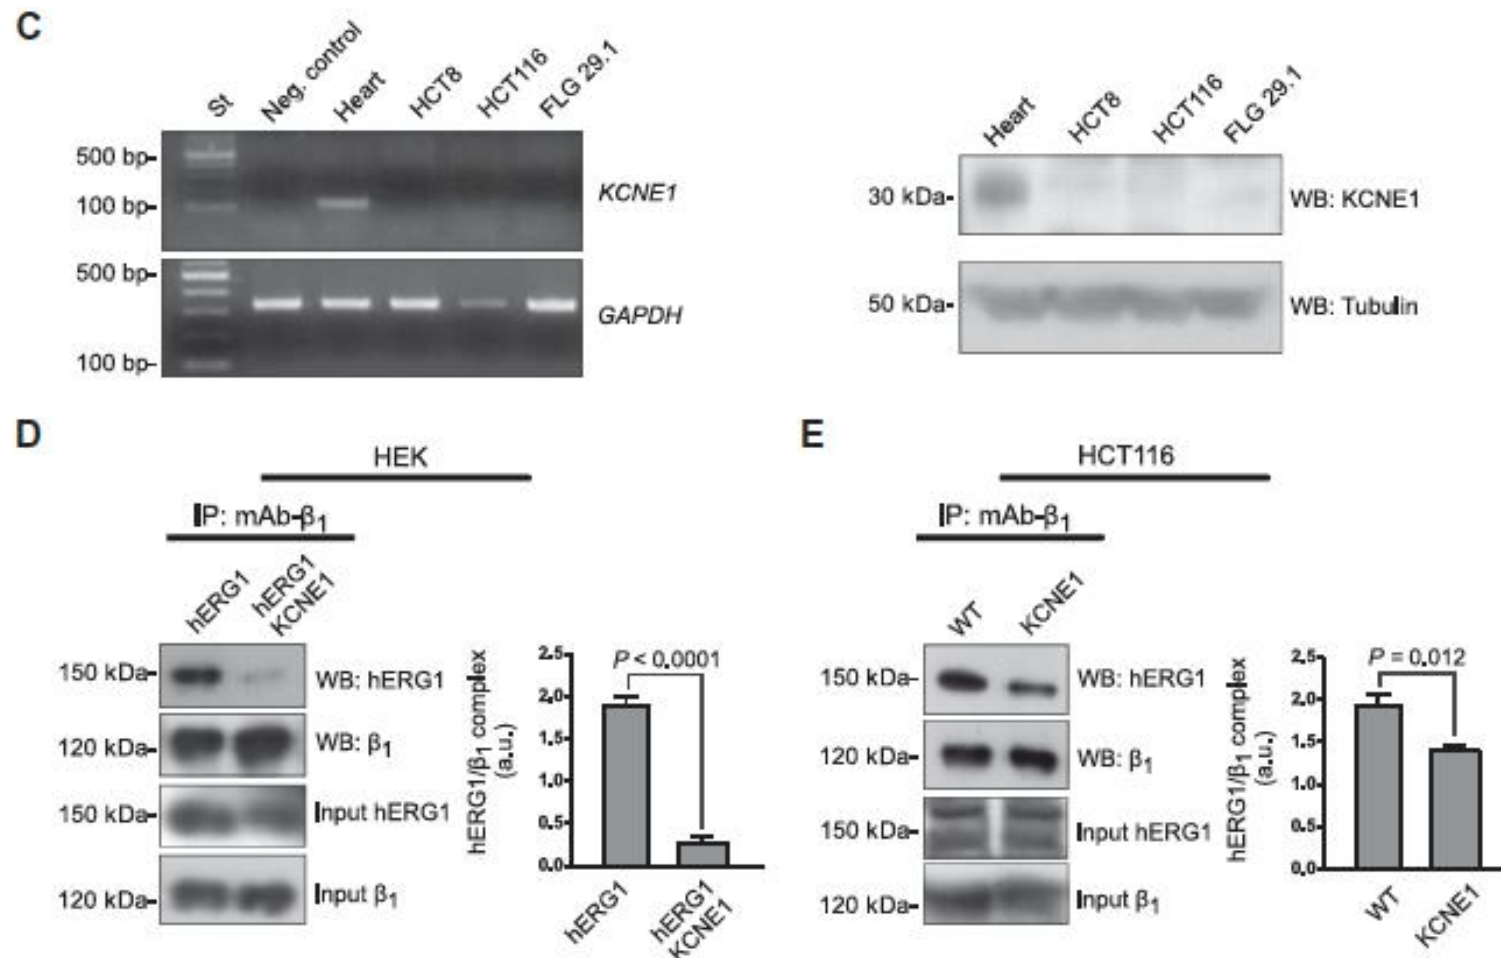 C
St
Neg. control
Heart
HCT8
HCT116
FLG 29.1
500 bp-
100 bp-
KCNE1
500 bp-
100 bp-
GAPDH
Heart
HCT8
HCT116
FLG 29.1
30 kDa-
WB: KCNE1
50 kDa-
WB: Tubulin
D
HEK
IP: mAb-β1
hERG1
hERG1
KCNE1
150 kDa-
WB: hERG1
120 kDa-
WB: β1
150 kDa-
Input hERG1
120 kDa-
Input β1
hERG1/β1 complex
(a.u.)
2.5
2.0
1.5
1.0
0.5
0.0
P < 0.0001
hERG1
hERG1
KCNE1
E
HCT116
IP: mAb-β1
WT
KCNE1
150 kDa-
WB: hERG1
120 kDa-
WB: β1
150 kDa-
Input hERG1
120 kDa-
Input β1
hERG1/β1 complex
(a.u.)
2.5
2.0
1.5
1.0
0.5
0.0
P = 0.012
WT
KCNE1